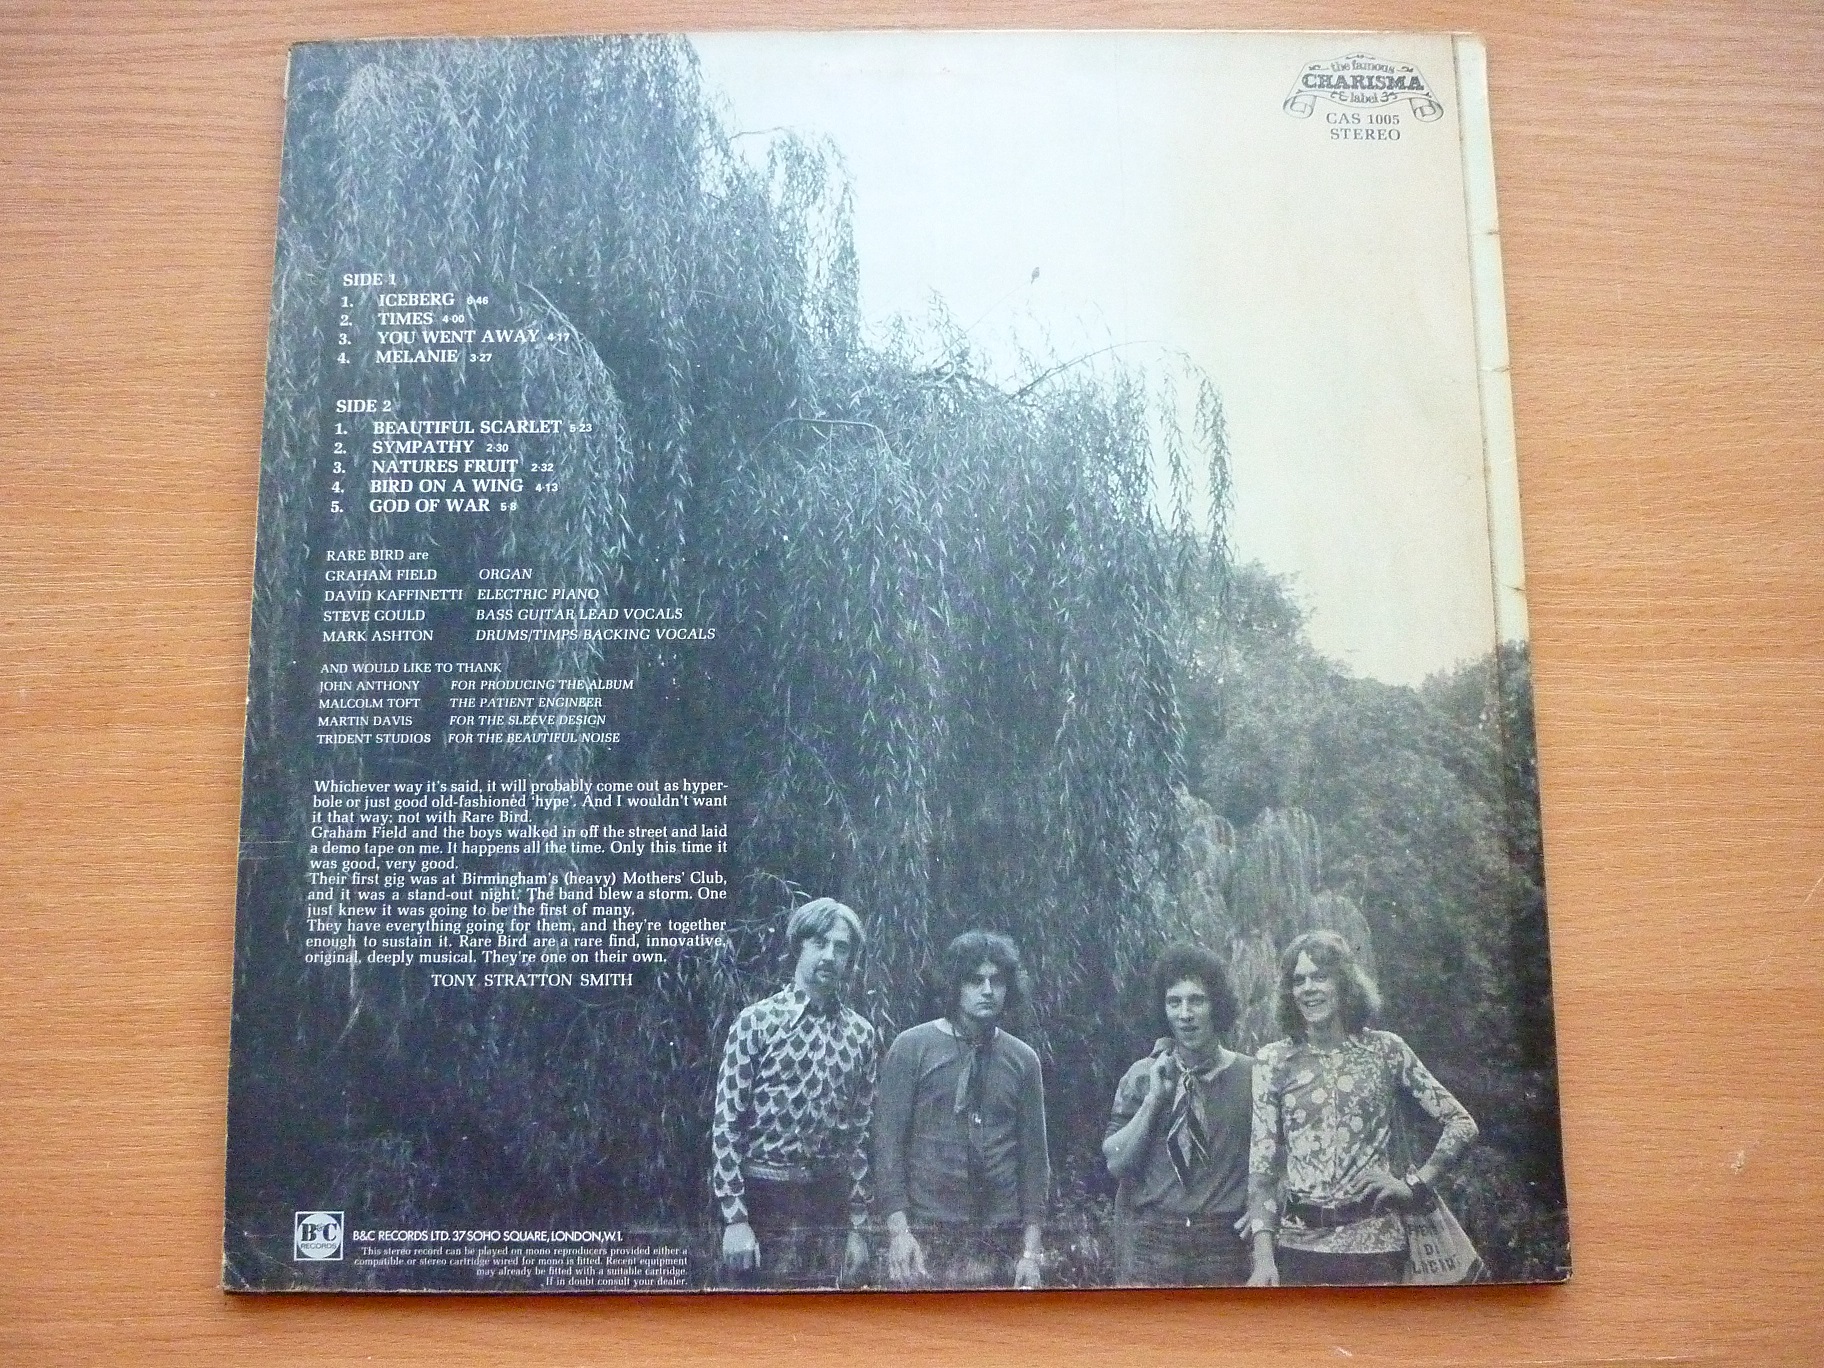 the famous
CHARISMA
label
CAS 1005
STEREO
SIDE 1
1. ICEBERG 6·46
2. TIMES 4·00
3. YOU WENT AWAY 4·17
4. MELANIE 3·27
SIDE 2
1. BEAUTIFUL SCARLET 5·23
2. SYMPATHY 2·30
3. NATURES FRUIT 2·32
4. BIRD ON A WING 4·13
5. GOD OF WAR 5·8
RARE BIRD are
GRAHAM FIELD ORGAN
DAVID KAFFINETTI ELECTRIC PIANO
STEVE GOULD BASS GUITAR LEAD VOCALS
MARK ASHTON DRUMS/TIMPS BACKING VOCALS
AND WOULD LIKE TO THANK
JOHN ANTHONY FOR PRODUCING THE ALBUM
MALCOLM TOFT THE PATIENT ENGINEER
MARTIN DAVIS FOR THE SLEEVE DESIGN
TRIDENT STUDIOS FOR THE BEAUTIFUL NOISE
Whichever way it's said, it will probably come out as hyper-
bole or just good old-fashioned 'hype'. And I wouldn't want
it that way; not with Rare Bird.
Graham Field and the boys walked in off the street and laid
a demo tape on me. It happens all the time. Only this time it
was good, very good.
Their first gig was at Birmingham's (heavy) Mothers' Club,
and it was a stand-out night. The band blew a storm. One
just knew it was going to be the first of many.
They have everything going for them, and they're together
enough to sustain it. Rare Bird are a rare find, innovative,
original, deeply musical. They're one on their own.
TONY STRATTON SMITH
B&C
RECORDS
B&C RECORDS LTD. 37 SOHO SQUARE, LONDON, W.I.
This stereo record can be played on mono reproducers provided either a
compatible or stereo cartridge wired for mono is fitted. Recent equipment
may already be fitted with a suitable cartridge.
If in doubt consult your dealer.
DI